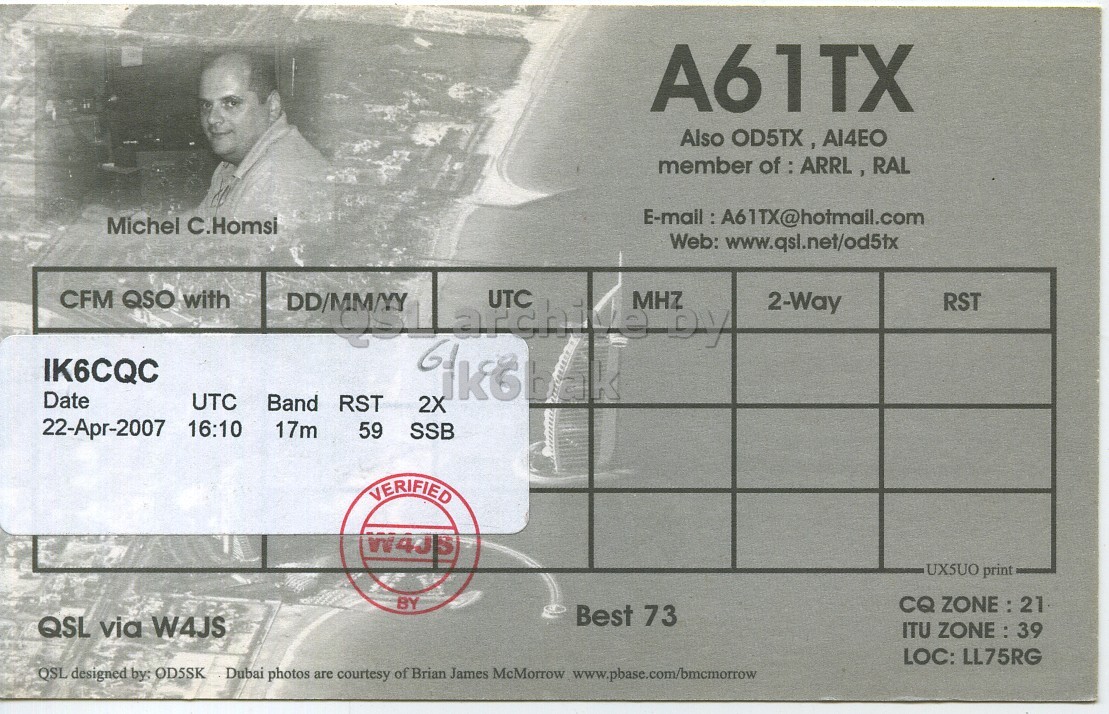 A61TX
Also OD5TX , AI4EO
member of : ARRL , RAL
Michel C.Homsi
E-mail : A61TX@hotmail.com
Web: www.qsl.net/od5tx
CFM QSO with DD/MM/YY UTC MHZ 2-Way RST
QSL archive by
ik6bak
IK6CQC
Date UTC Band RST 2X
22-Apr-2007 16:10 17m 59 SSB
VERIFIED
W4JS
BY
UX5UO print
QSL via W4JS
Best 73
CQ ZONE : 21
ITU ZONE : 39
LOC: LL75RG
QSL designed by: OD5SK Dubai photos are courtesy of Brian James McMorrow www.pbase.com/bmcmorrow